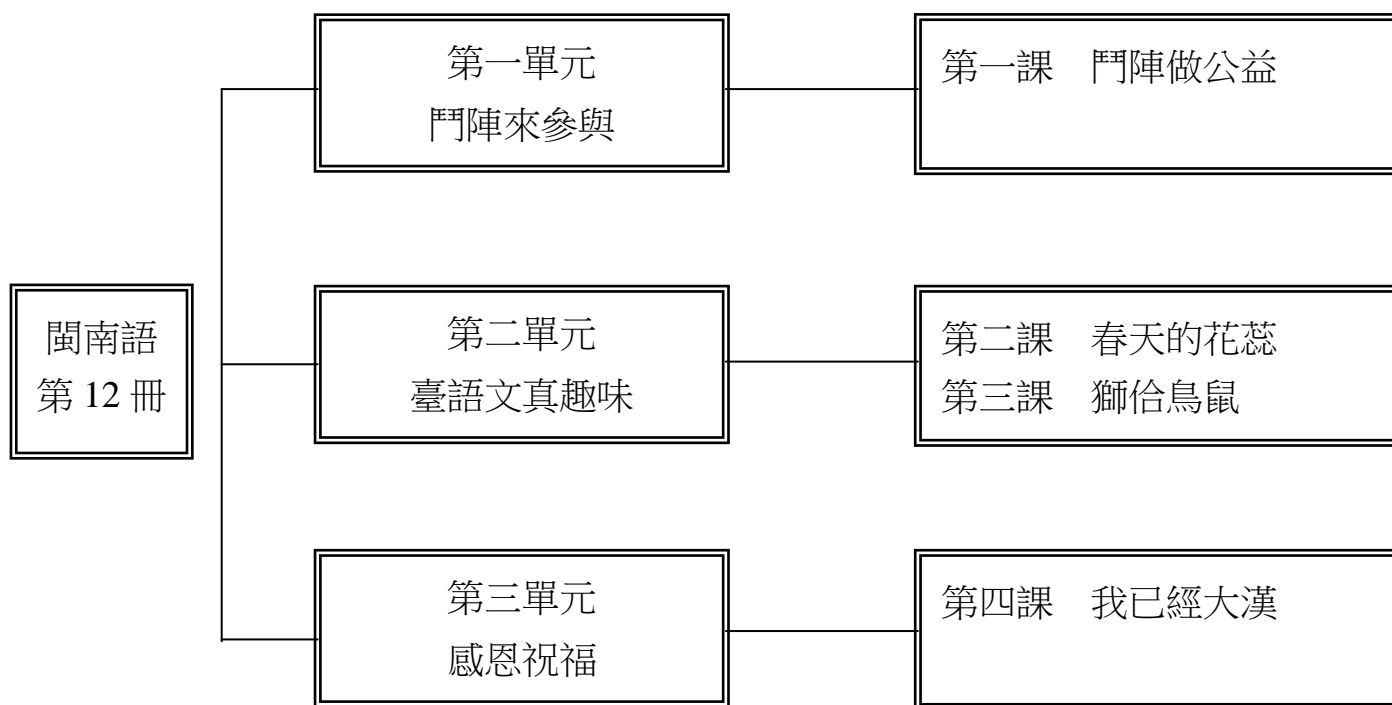 閩南語
第 12 冊
第一單元
鬥陣來參與
第一課　鬥陣做公益
第二單元
臺語文真趣味
第二課　春天的花蕊
第三課　獅佮鳥鼠
第三單元
感恩祝福
第四課　我已經大漢